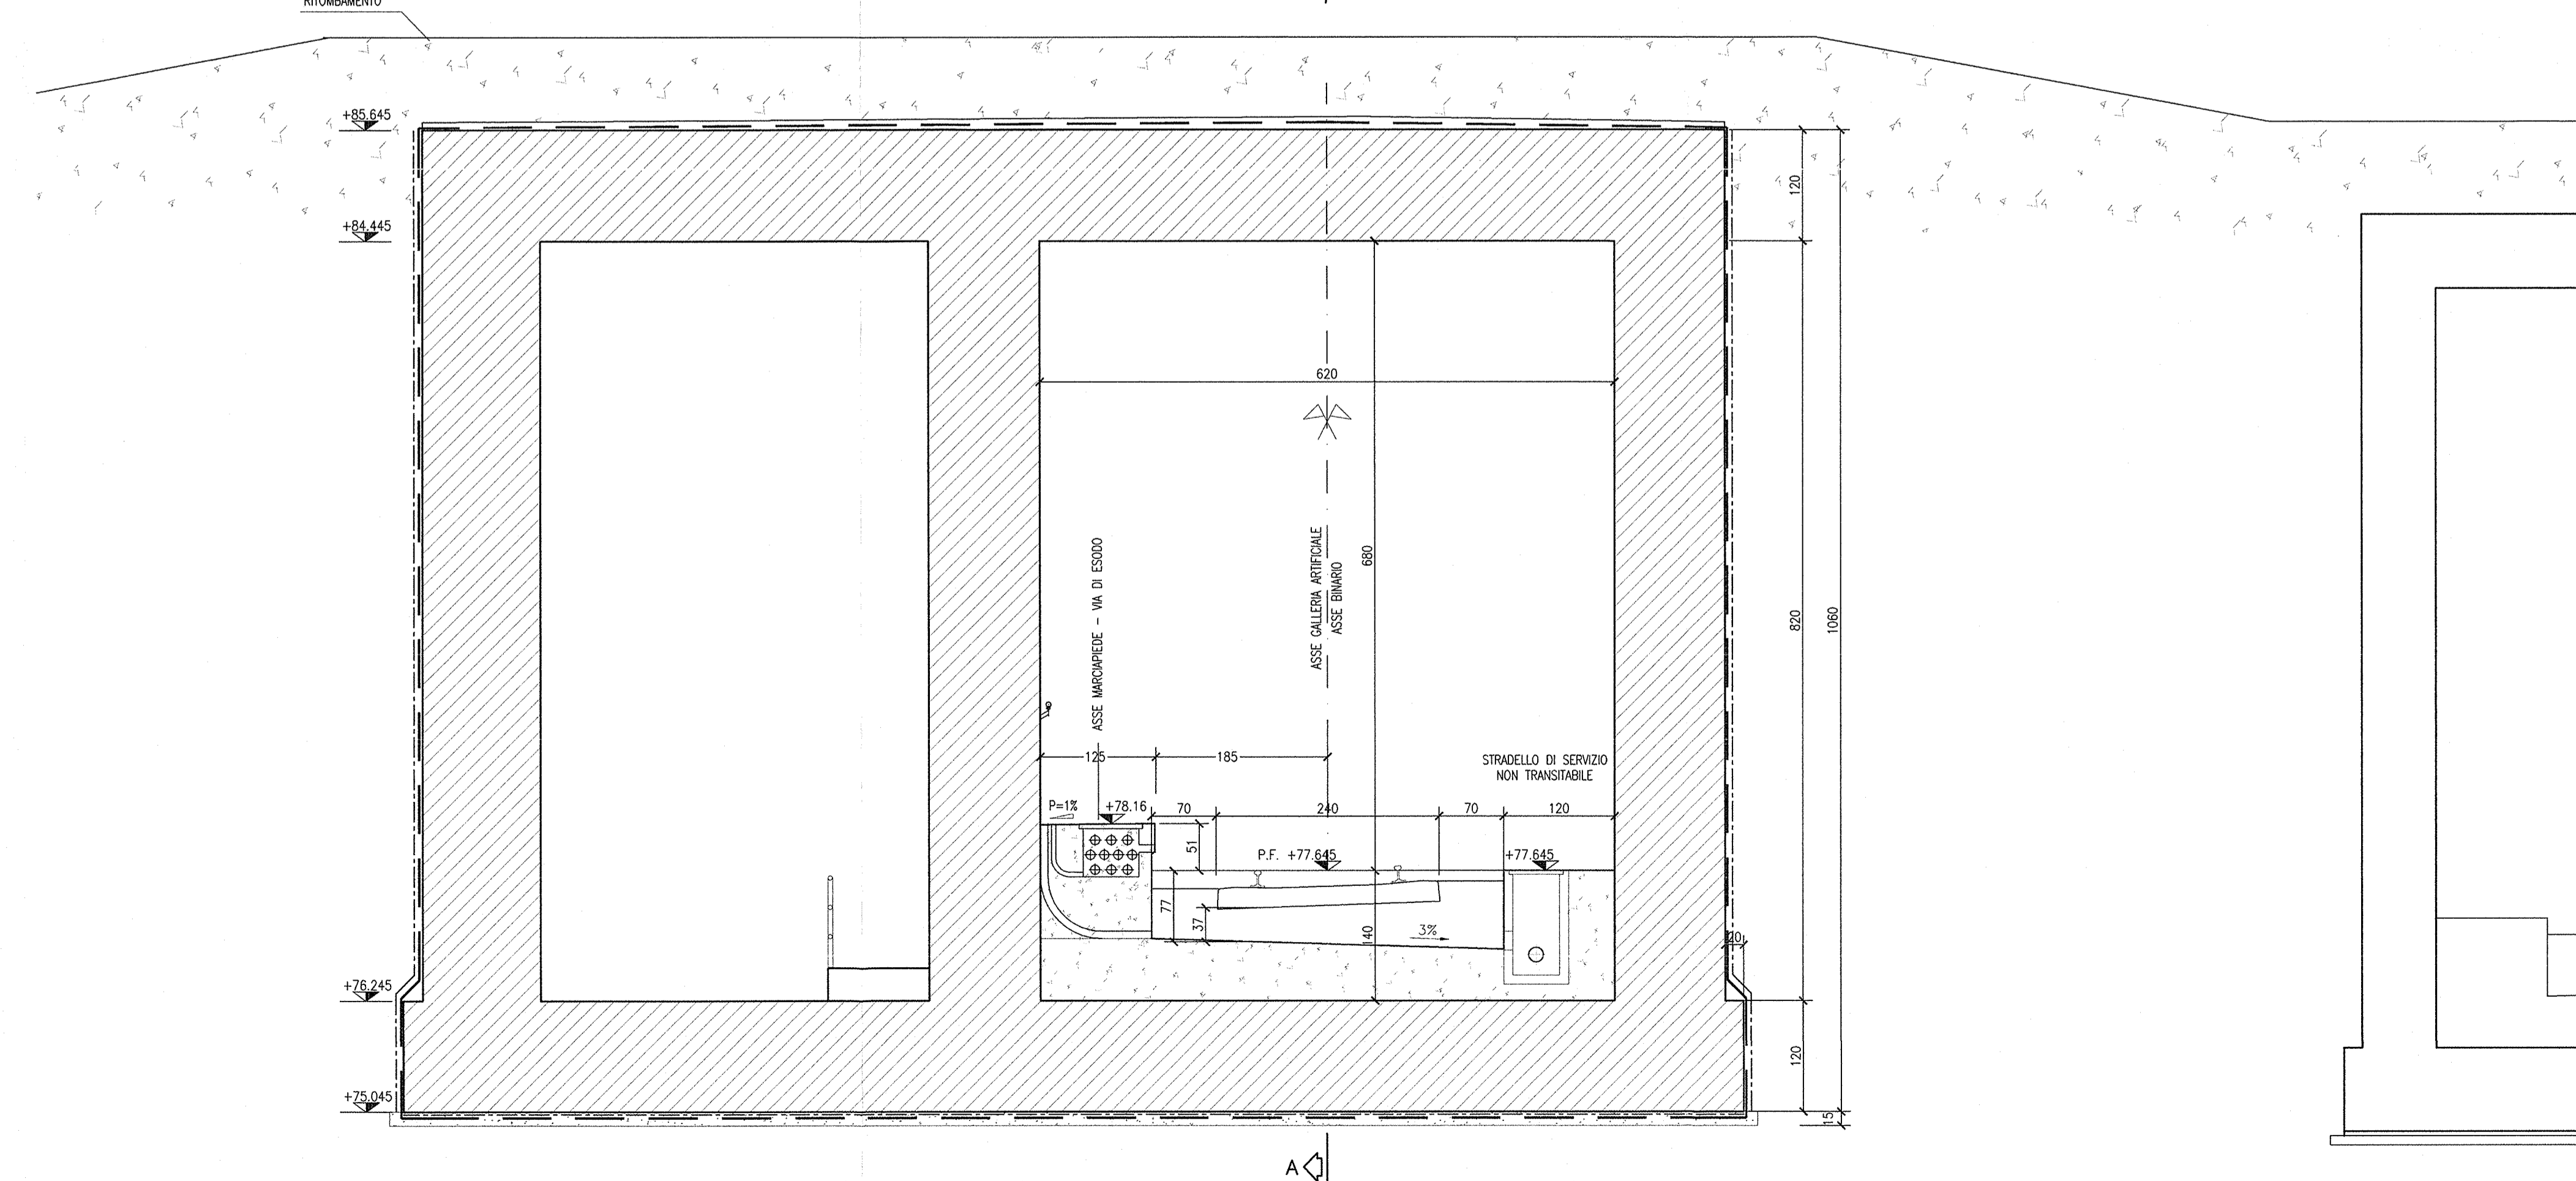 RITOMBAMENTO
+85.645
120
+84.445
620
680
820
1060
ASSE MARCIAPIEDE - VIA DI ESODO
ASSE GALLERIA ARTIFICIALE
ASSE BINARIO
125
185
STRADELLO DI SERVIZIO
NON TRANSITABILE
P=1%
+78.16
70
240
70
120
51
P.F. +77.645
+77.645
77
37
140
3%
20
+76.245
120
+75.045
15
A